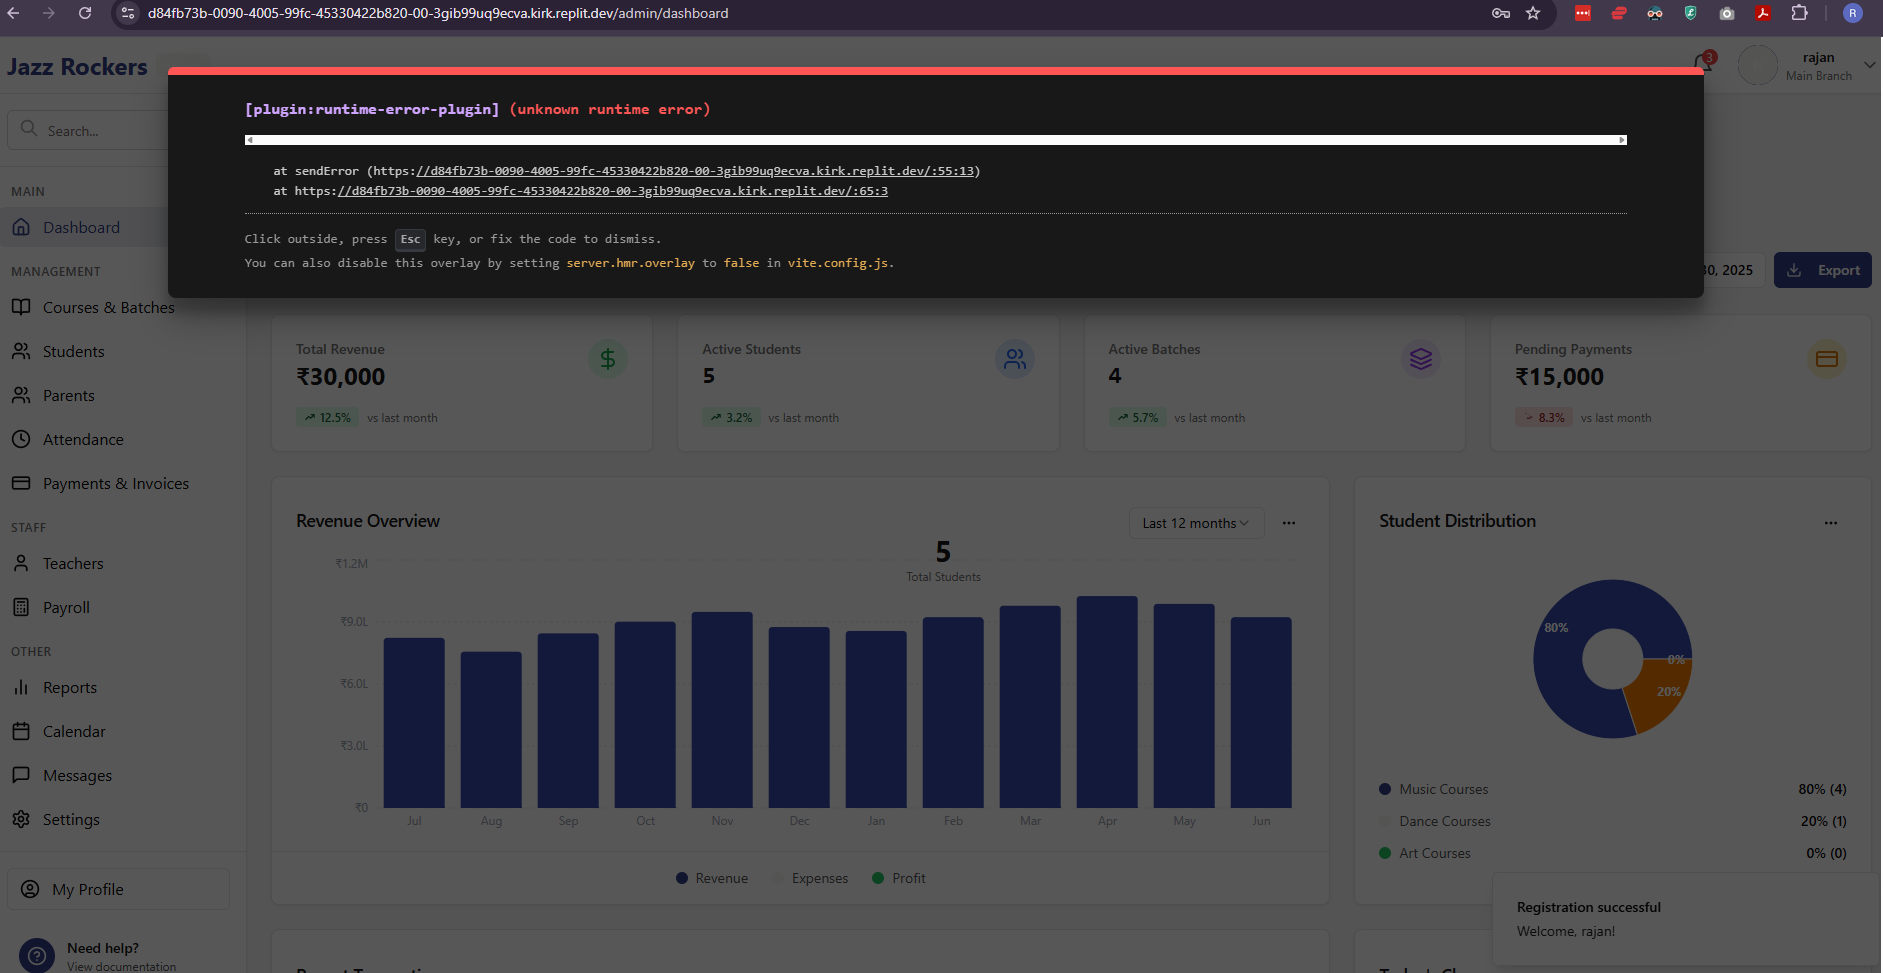 d84fb73b-0090-4005-99fc-45330422b820-00-3gib99uq9ecva.kirk.replit.dev/admin/dashboard
R
Jazz Rockers
3
rajan
Main Branch
[plugin:runtime-error-plugin] (unknown runtime error)
at sendError (https://d84fb73b-0090-4005-99fc-45330422b820-00-3gib99uq9ecva.kirk.replit.dev/:55:13)
at https://d84fb73b-0090-4005-99fc-45330422b820-00-3gib99uq9ecva.kirk.replit.dev/:65:3
Click outside, press Esc key, or fix the code to dismiss.
You can also disable this overlay by setting server.hmr.overlay to false in vite.config.js.
Search...
MAIN
Dashboard
MANAGEMENT
Courses & Batches
Students
Parents
Attendance
Payments & Invoices
STAFF
Teachers
Payroll
OTHER
Reports
Calendar
Messages
Settings
My Profile
Need help?
View documentation
30, 2025
Export
Total Revenue
₹30,000
12.5% vs last month
Active Students
5
3.2% vs last month
Active Batches
4
5.7% vs last month
Pending Payments
₹15,000
8.3% vs last month
Revenue Overview
Last 12 months
5
Total Students
₹1.2M
₹9.0L
₹6.0L
₹3.0L
₹0
Jul Aug Sep Oct Nov Dec Jan Feb Mar Apr May Jun
Revenue Expenses Profit
Student Distribution
80%
0%
20%
Music Courses 80% (4)
Dance Courses 20% (1)
Art Courses 0% (0)
Registration successful
Welcome, rajan!